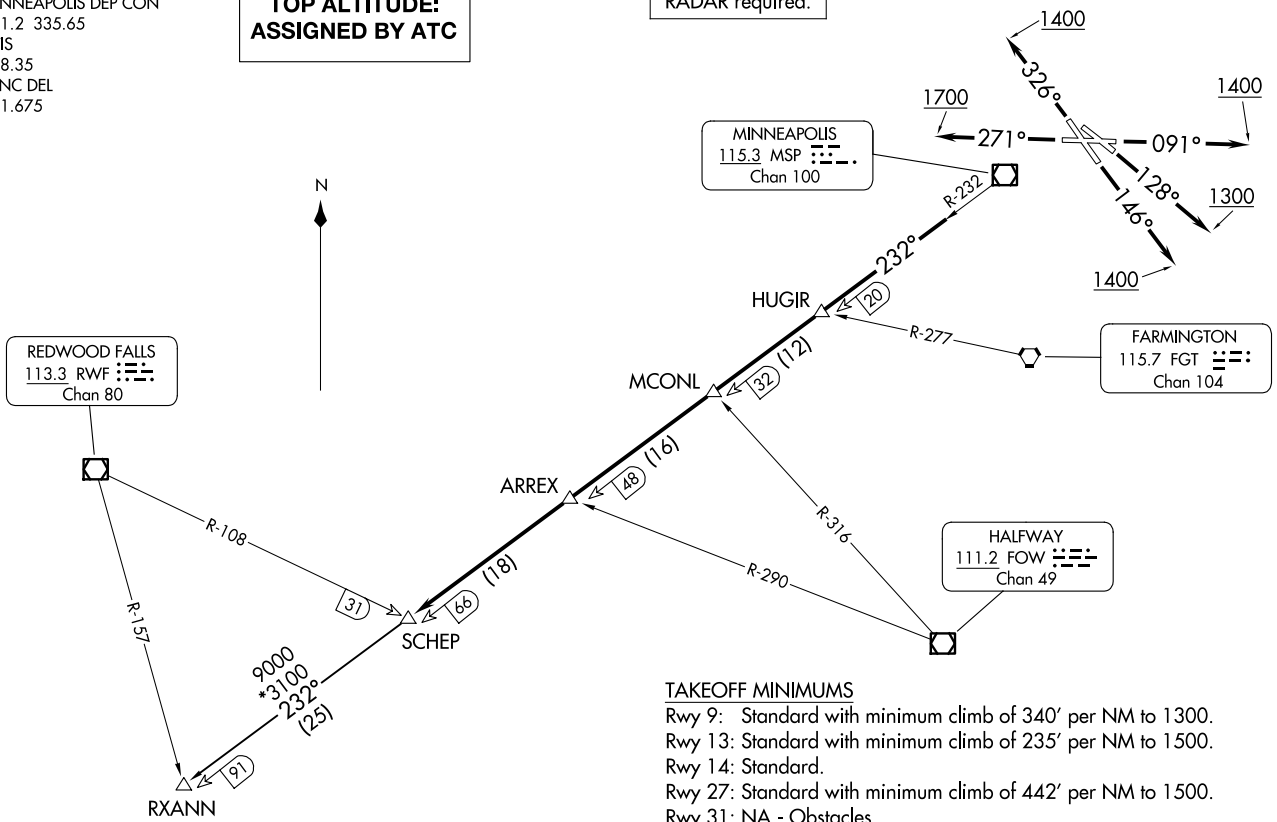 NNEAPOLIS DEP CON
1.2 335.65
IS
8.35
NC DEL
1.675
TOP ALTITUDE:
ASSIGNED BY ATC
RADAR required.
1400
326°
1700
271°
091°
1400
128°
1300
146°
1400
MINNEAPOLIS
115.3 MSP
Chan 100
N
R-232
232°
HUGIR
20
R-277
FARMINGTON
115.7 FGT
Chan 104
(12)
REDWOOD FALLS
113.3 RWF
Chan 80
MCONL
32
(16)
ARREX
48
R-316
R-108
R-290
HALFWAY
111.2 FOW
Chan 49
(18)
31
66
SCHEP
R-157
9000
*3100
232°
(25)
91
RXANN
TAKEOFF MINIMUMS
Rwy 9: Standard with minimum climb of 340' per NM to 1300.
Rwy 13: Standard with minimum climb of 235' per NM to 1500.
Rwy 14: Standard.
Rwy 27: Standard with minimum climb of 442' per NM to 1500.
Rwy 31: NA - Obstacles